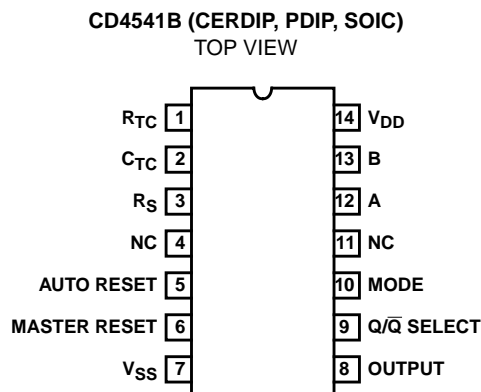 CD4541B (CERDIP, PDIP, SOIC)
TOP VIEW
RTC 1 14 VDD
CTC 2 13 B
RS 3 12 A
NC 4 11 NC
AUTO RESET 5 10 MODE
MASTER RESET 6 9 Q/Q̅ SELECT
VSS 7 8 OUTPUT